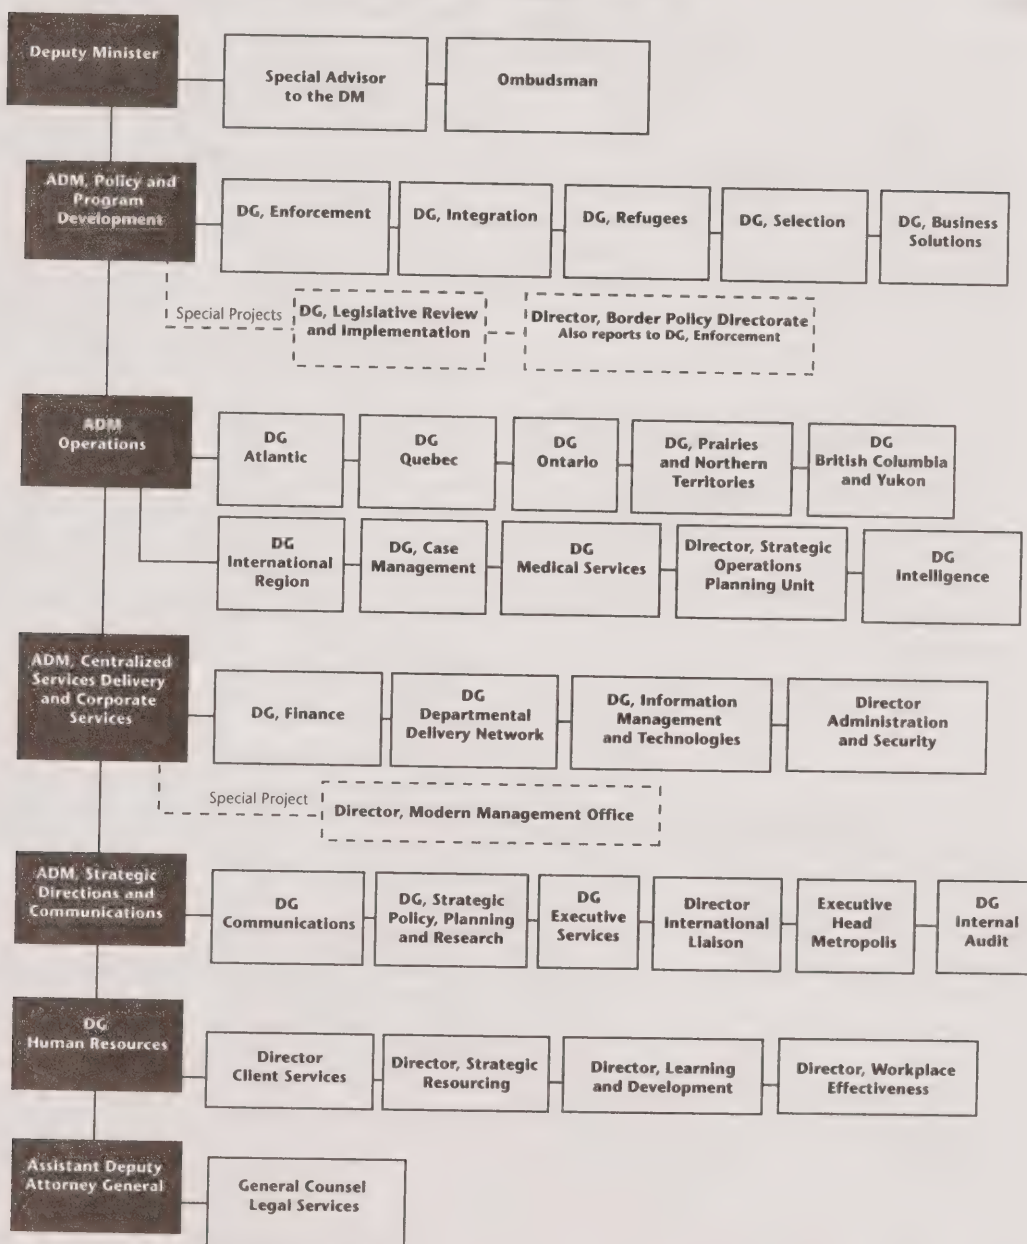 Deputy Minister
Special Advisor
to the DM
Ombudsman
ADM, Policy and
Program
Development
DG, Enforcement
DG, Integration
DG, Refugees
DG, Selection
DG, Business
Solutions
Special Projects
DG, Legislative Review
and Implementation
Director, Border Policy Directorate
Also reports to DG, Enforcement
ADM
Operations
DG
Atlantic
DG
Quebec
DG
Ontario
DG, Prairies
and Northern
Territories
DG
British Columbia
and Yukon
DG
International
Region
DG, Case
Management
DG
Medical Services
Director, Strategic
Operations
Planning Unit
DG
Intelligence
ADM, Centralized
Services Delivery
and Corporate
Services
DG, Finance
DG
Departmental
Delivery Network
DG, Information
Management
and Technologies
Director
Administration
and Security
Special Project
Director, Modern Management Office
ADM, Strategic
Directions and
Communications
DG
Communications
DG, Strategic
Policy, Planning
and Research
DG
Executive
Services
Director
International
Liaison
Executive
Head
Metropolis
DG
Internal
Audit
DG
Human Resources
Director
Client Services
Director, Strategic
Resourcing
Director, Learning
and Development
Director, Workplace
Effectiveness
Assistant Deputy
Attorney General
General Counsel
Legal Services